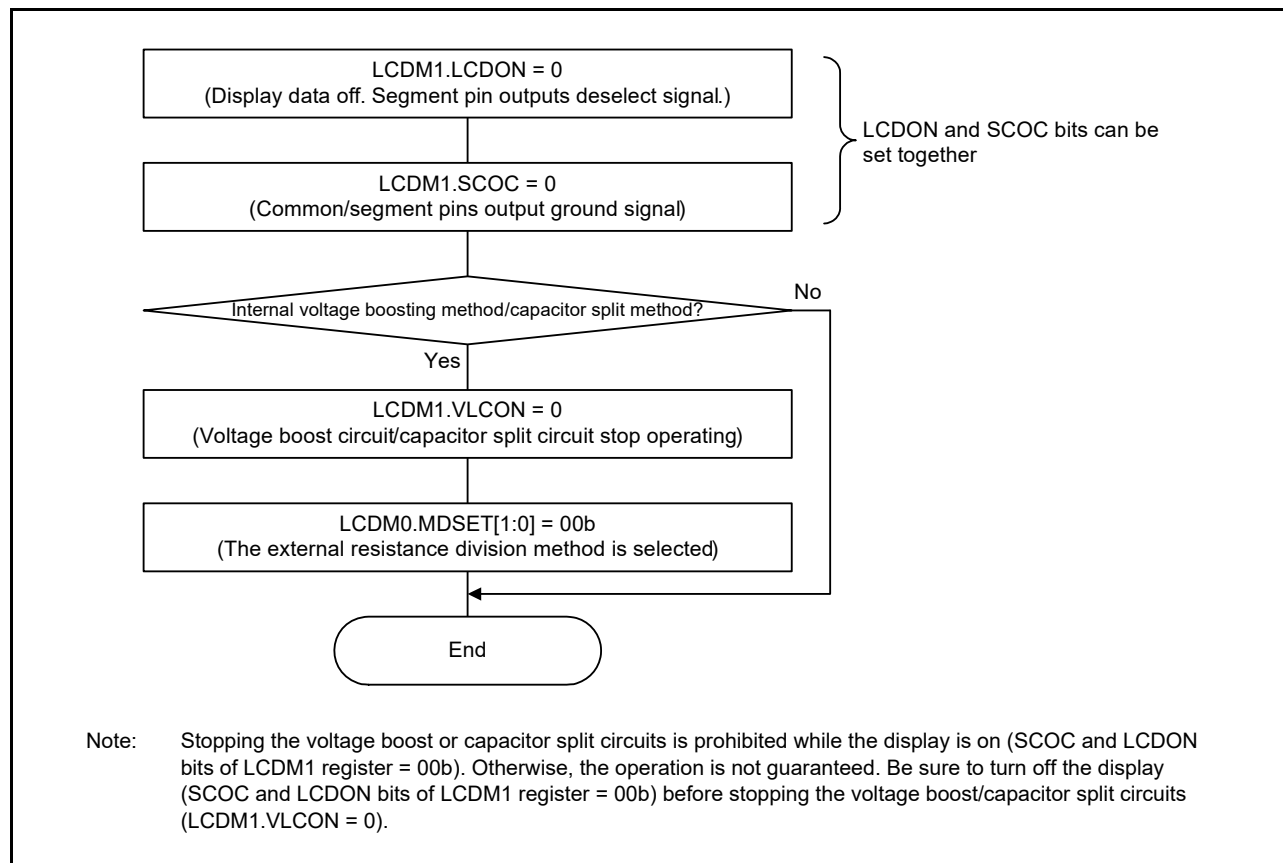 LCDM1.LCDON = 0
(Display data off. Segment pin outputs deselect signal.)
LCDON and SCOC bits can be
set together
LCDM1.SCOC = 0
(Common/segment pins output ground signal)
No
Internal voltage boosting method/capacitor split method?
Yes
LCDM1.VLCON = 0
(Voltage boost circuit/capacitor split circuit stop operating)
LCDM0.MDSET[1:0] = 00b
(The external resistance division method is selected)
End
Note: Stopping the voltage boost or capacitor split circuits is prohibited while the display is on (SCOC and LCDON
bits of LCDM1 register = 00b). Otherwise, the operation is not guaranteed. Be sure to turn off the display
(SCOC and LCDON bits of LCDM1 register = 00b) before stopping the voltage boost/capacitor split circuits
(LCDM1.VLCON = 0).